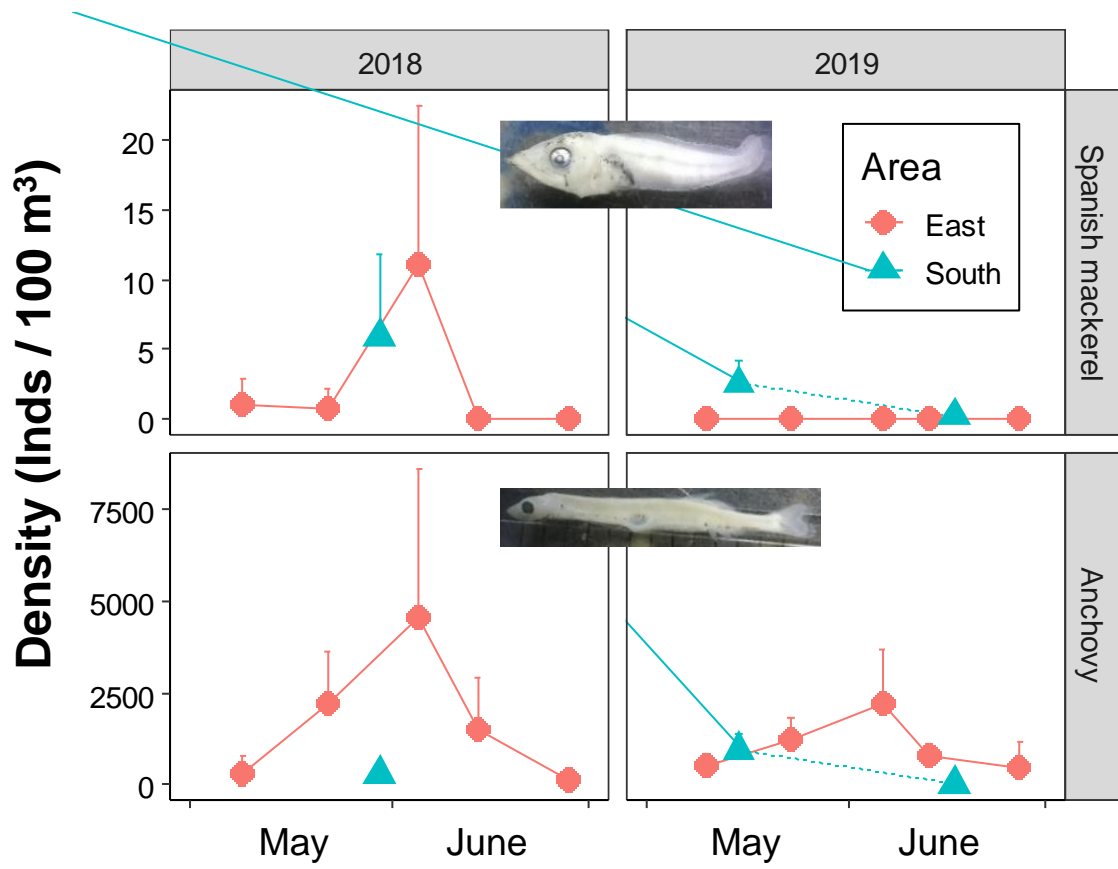 2018
2019
Density (Inds / 100 m³)
20
15
10
5
0
Area
East
South
Spanish mackerel
7500
5000
2500
0
Anchovy
May
June
May
June